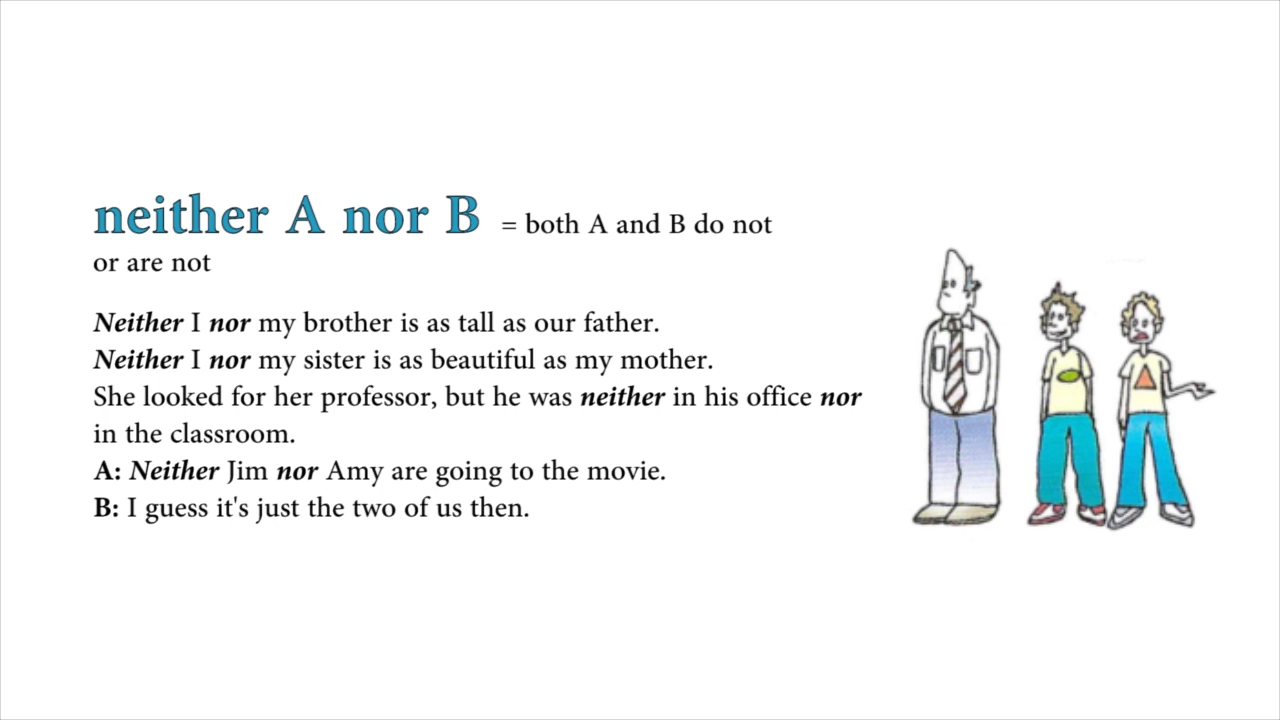 neither A nor B = both A and B do not
or are not
Neither I nor my brother is as tall as our father.
Neither I nor my sister is as beautiful as my mother.
She looked for her professor, but he was neither in his office nor
in the classroom.
A: Neither Jim nor Amy are going to the movie.
B: I guess it's just the two of us then.